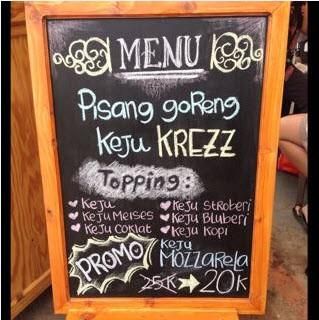 MENU
Pisang goReng
Keju KREZZ
Topping:
Keju
Keju Meises
Keju Coklat
Keju Stroberi
Keju Bluberi
Keju Kopi
PROMO
Keju
MOZZaRela
25K → 20K